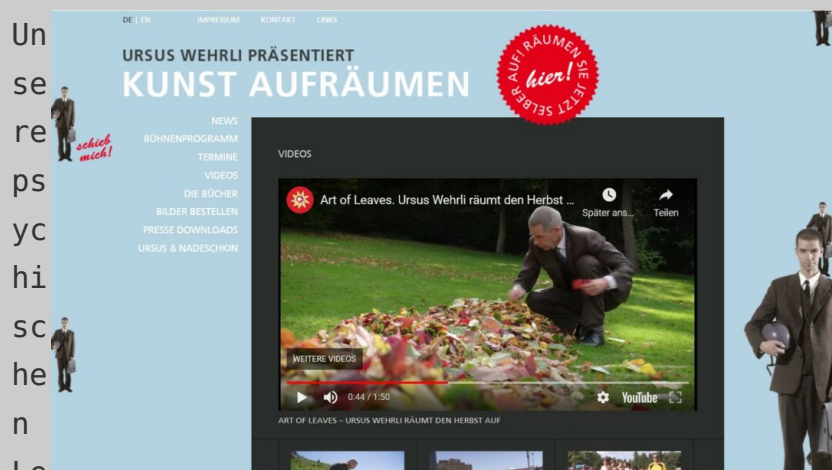 Un
se
re
ps
yc
hi
sc
he
n
DE | EN IMPRESSUM KONTAKT LINKS
URSUS WEHRLI PRÄSENTIERT
KUNST AUFRÄUMEN
RÄUMEN SIE JETZT SELBER AUF!
hier!
schieb
mich!
NEWS
BÜHNENPROGRAMM
TERMINE
VIDEOS
DIE BÜCHER
BILDER BESTELLEN
PRESSE DOWNLOADS
URSUS & NADESCHKIN
VIDEOS
Art of Leaves. Ursus Wehrli räumt den Herbst ...
Später ans... Teilen
WEITERE VIDEOS
0:44 / 1:50 YouTube
ART OF LEAVES – URSUS WEHRLI RÄUMT DEN HERBST AUF